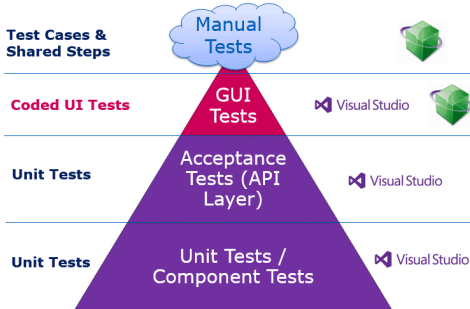 Manual
Tests
Test Cases &
Shared Steps
Coded UI Tests
GUI
Tests
Visual Studio
Unit Tests
Acceptance
Tests (API
Layer)
Visual Studio
Unit Tests
Unit Tests /
Component Tests
Visual Studio